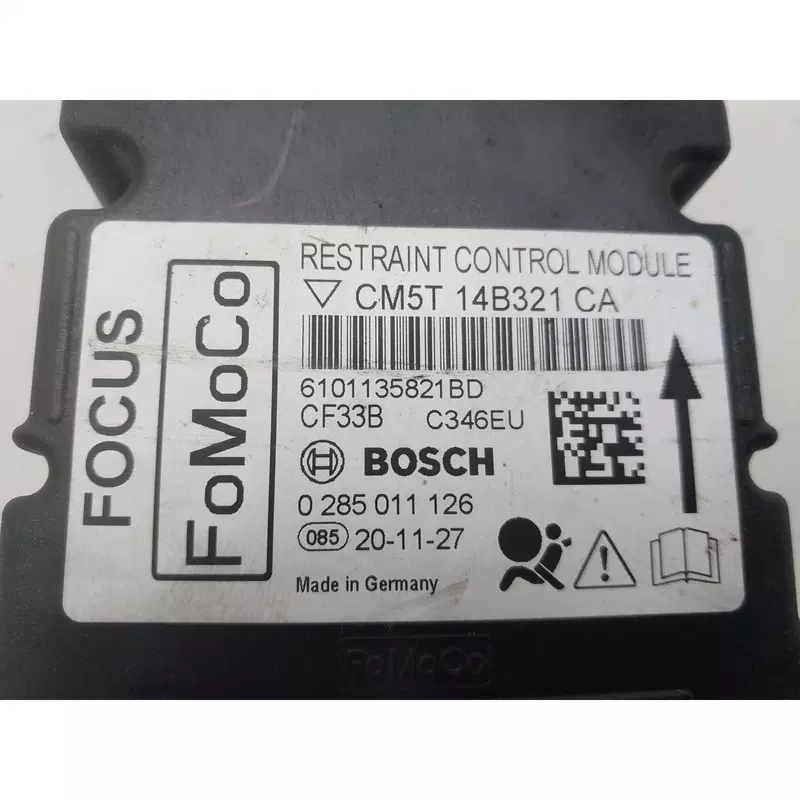 RESTRAINT CONTROL MODULE
CM5T 14B321 CA
6101135821BD
CF33B C346EU
BOSCH
0 285 011 126
085 20-11-27
Made in Germany
FOCUS
FoMoCo
FoMoCo